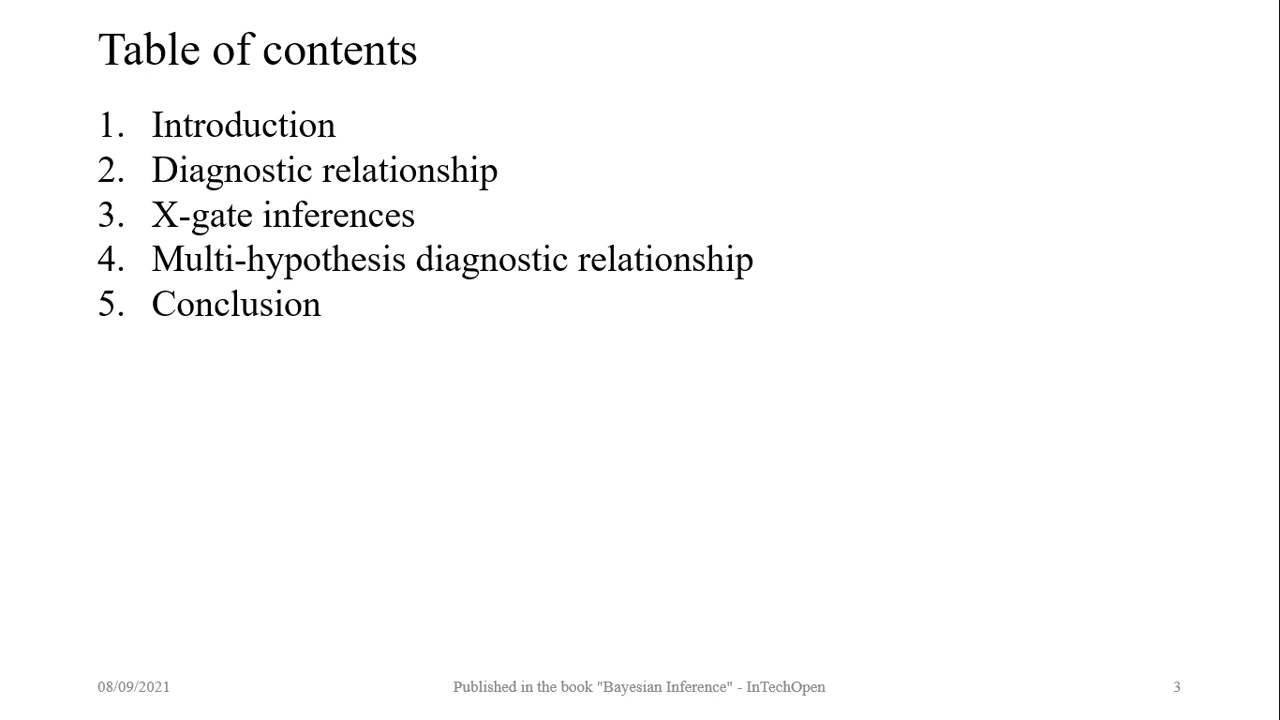 Table of contents
1. Introduction
2. Diagnostic relationship
3. X-gate inferences
4. Multi-hypothesis diagnostic relationship
5. Conclusion
08/09/2021
Published in the book "Bayesian Inference" - InTechOpen
3